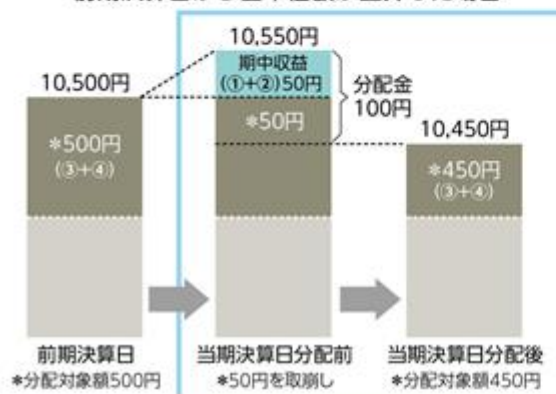 10,550円
期中収益
(①+②)50円
分配金
100円
10,500円
*500円
(③+④)
*50円
10,450円
*450円
(③+④)
前期決算日
*分配対象額500円
当期決算日分配前
*50円を取崩し
当期決算日分配後
*分配対象額450円